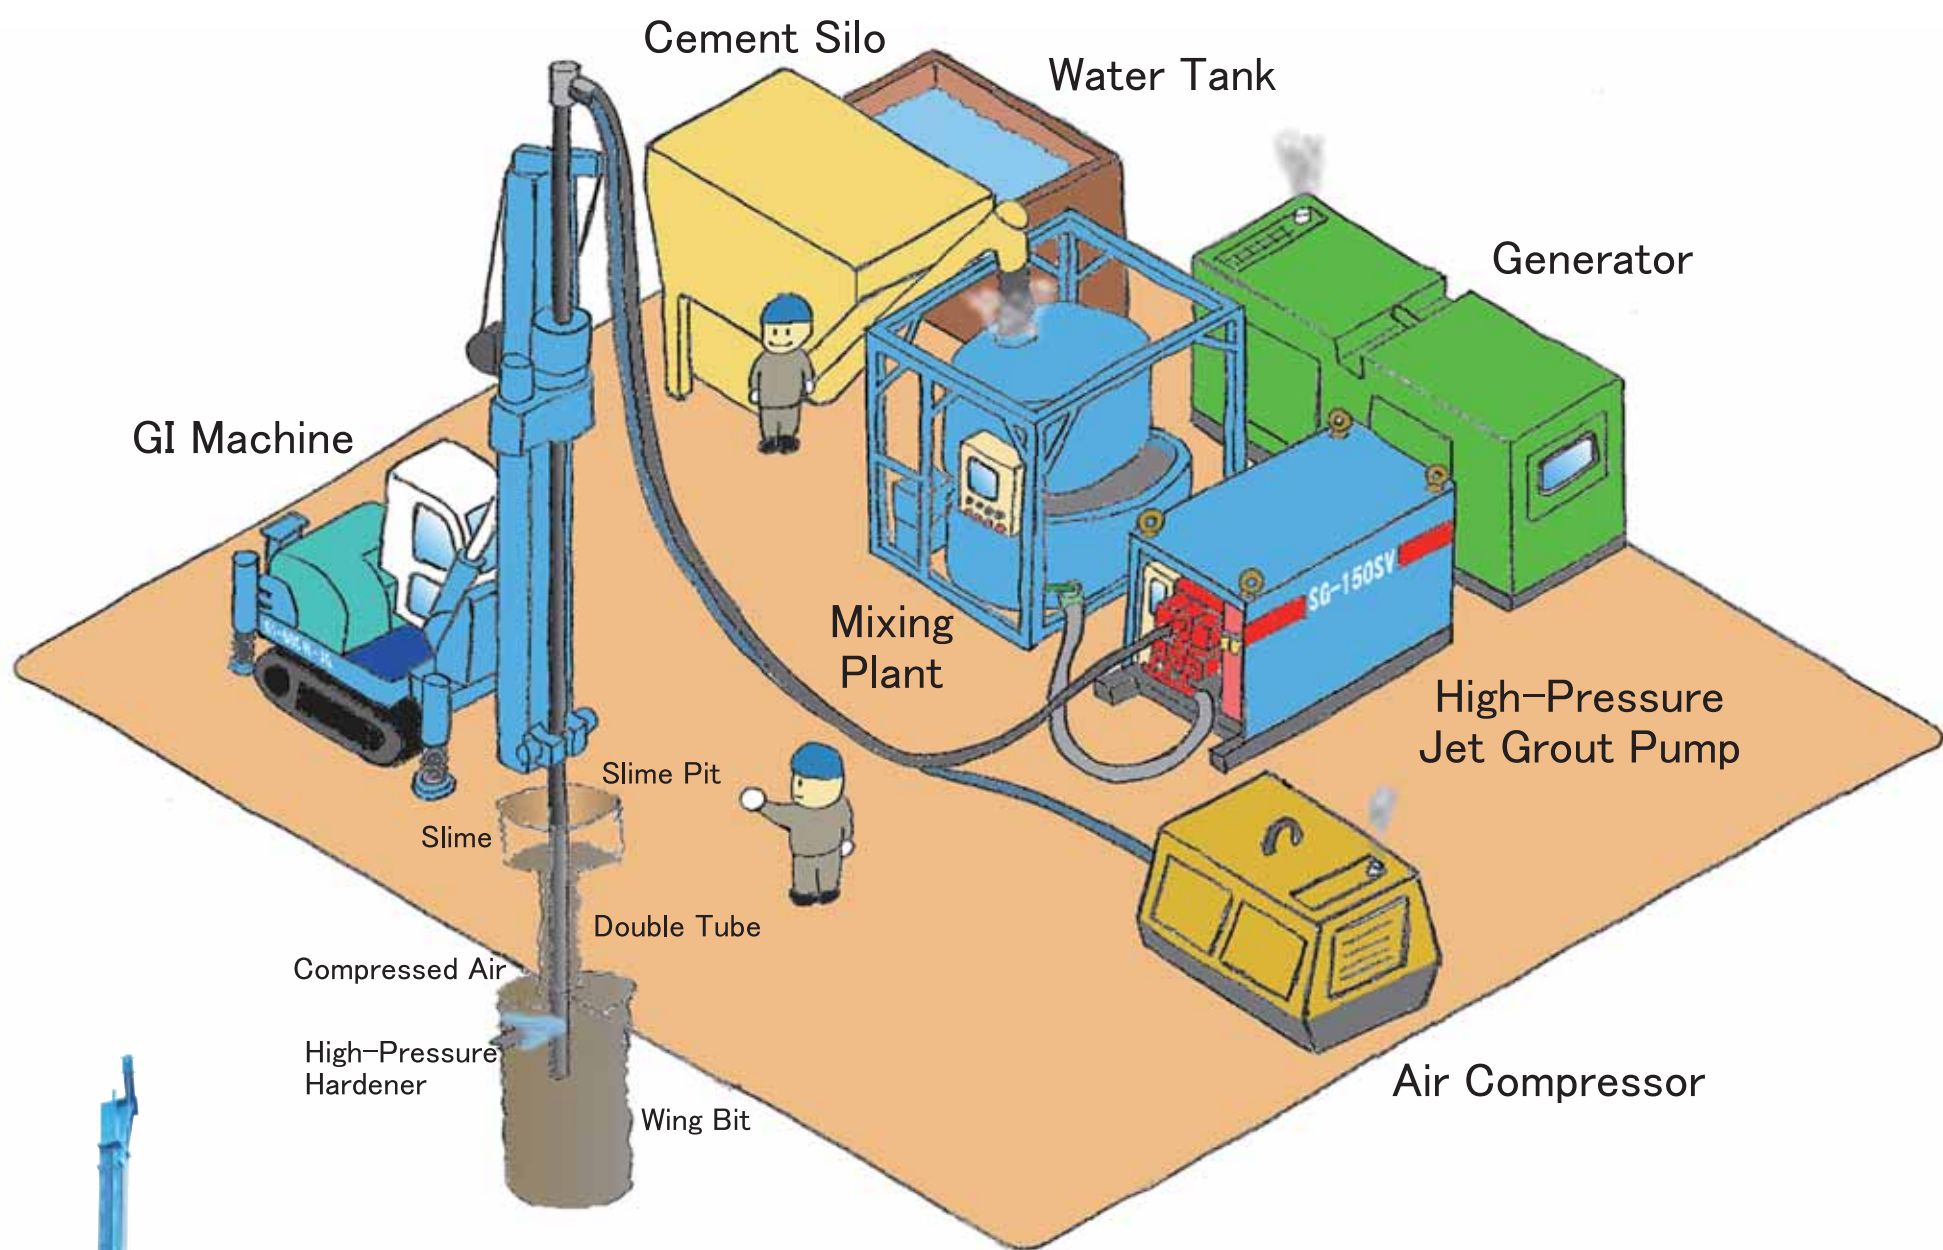 Cement Silo
Water Tank
Generator
GI Machine
SG-150SV
Mixing
Plant
High-Pressure
Jet Grout Pump
Slime Pit
Slime
Double Tube
Compressed Air
High-Pressure
Hardener
Wing Bit
Air Compressor